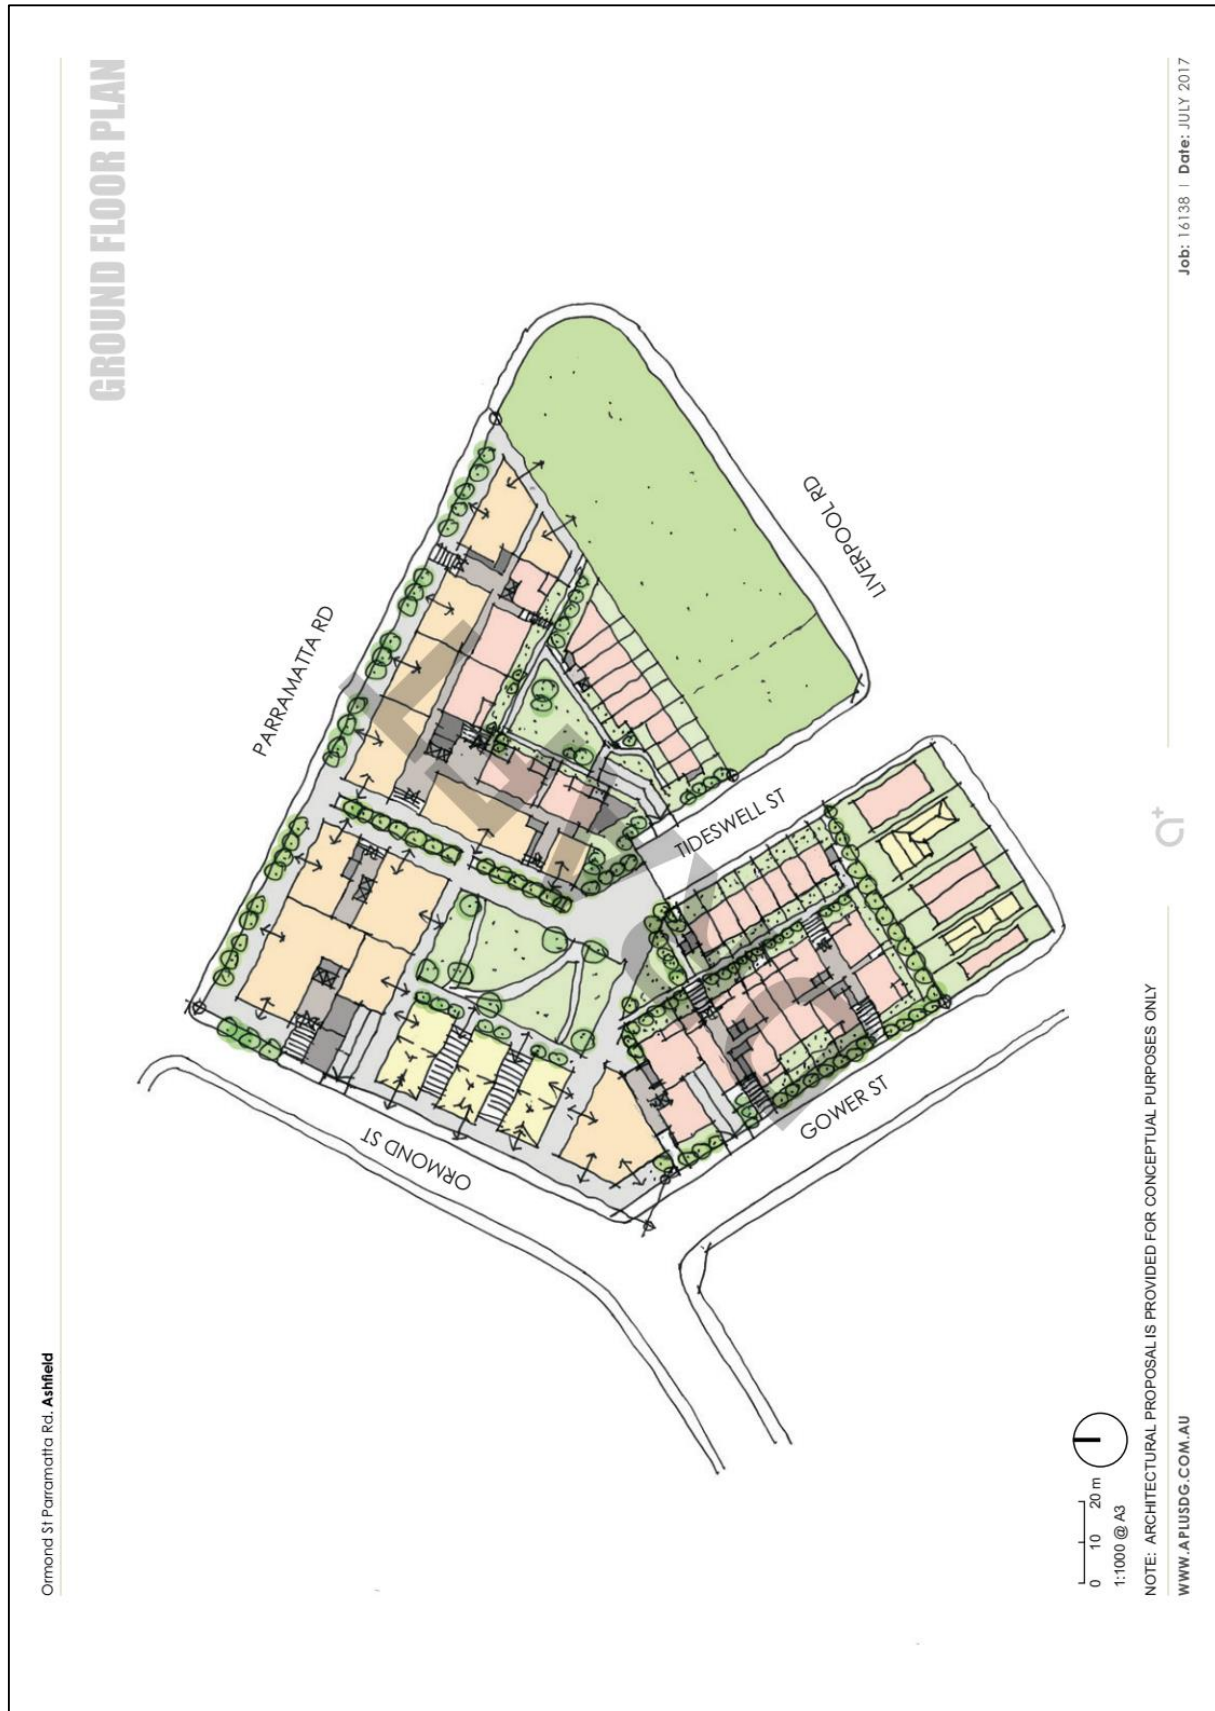 Ormond St Parramatta Rd. Ashfield
GROUND FLOOR PLAN
PARRAMATTA RD
ORMOND ST
TIDESWELL ST
LIVERPOOL RD
GOWER ST
0 10 20 m
1:1000 @ A3
NOTE: ARCHITECTURAL PROPOSAL IS PROVIDED FOR CONCEPTUAL PURPOSES ONLY
WWW.APLUSDG.COM.AU
a+
Job: 16138 | Date: JULY 2017